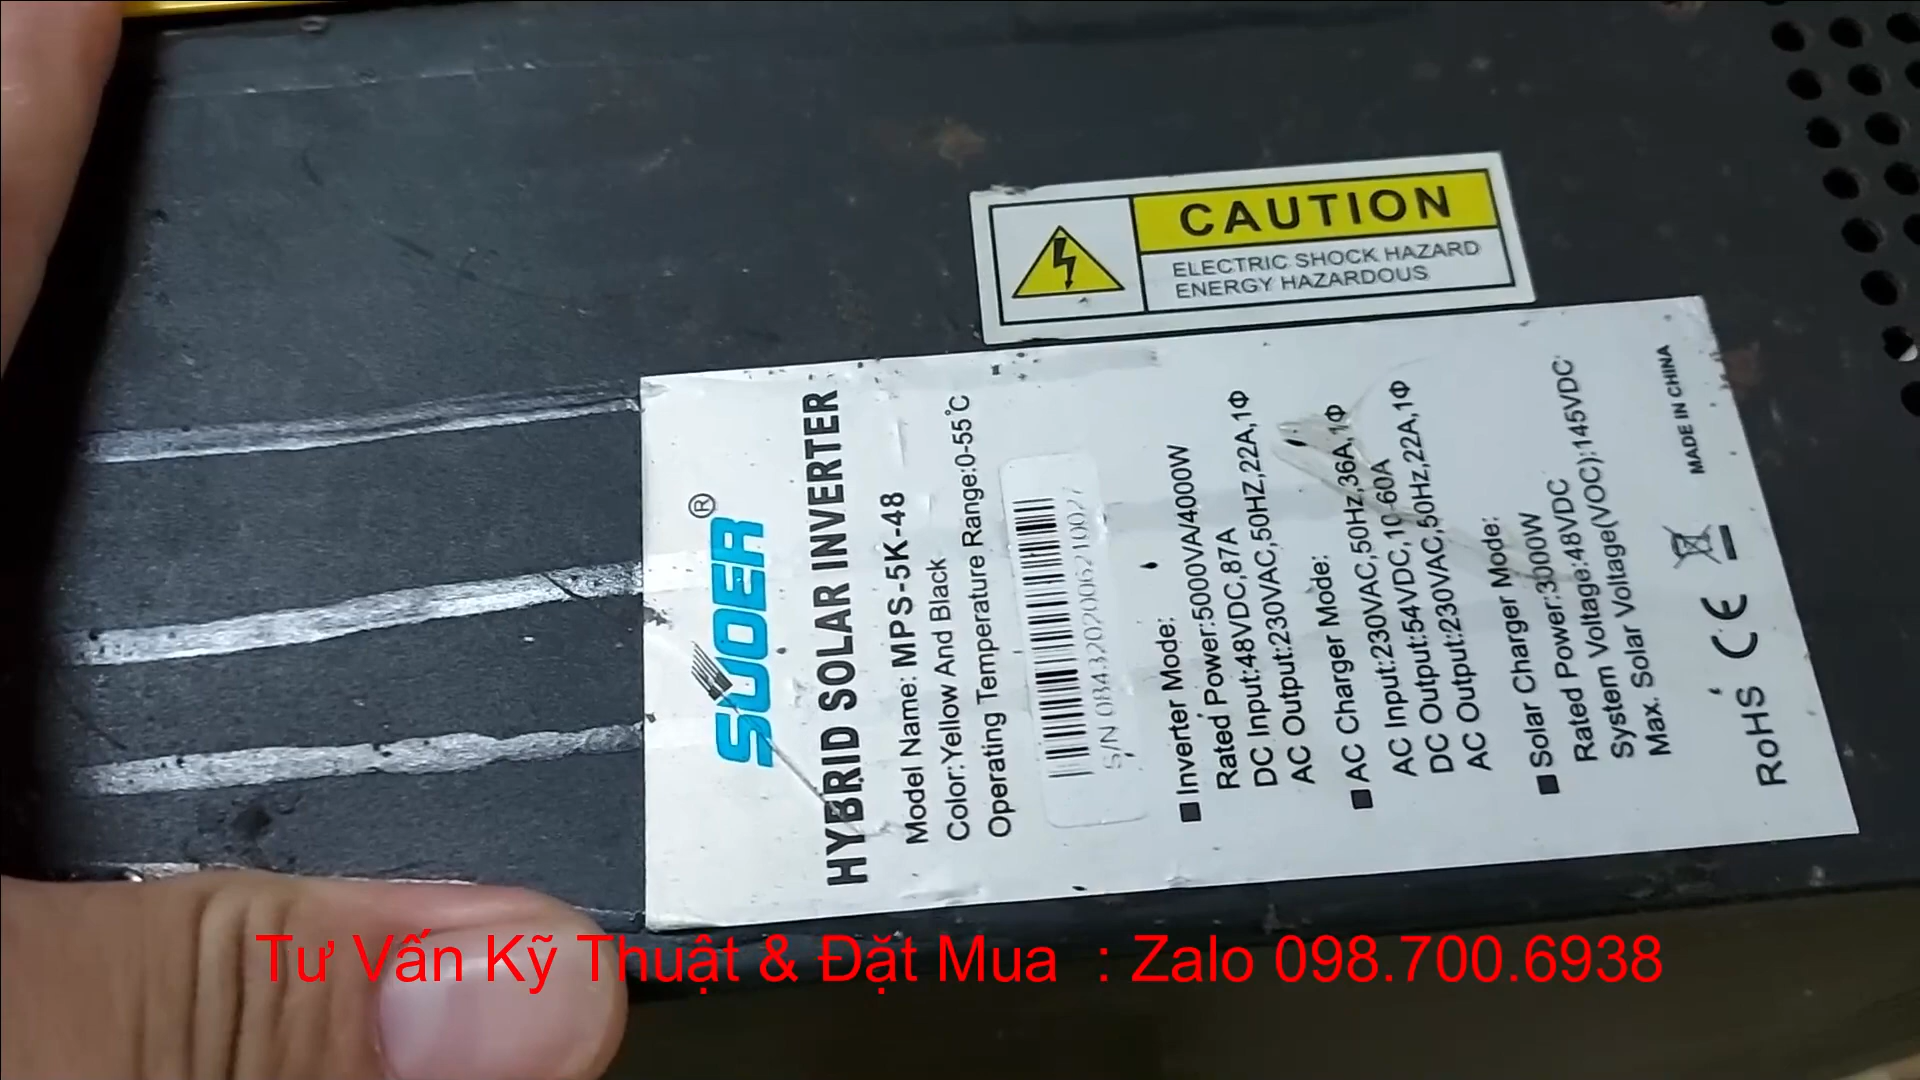 CAUTION
ELECTRIC SHOCK HAZARD
ENERGY HAZARDOUS
SUOER®
HYBRID SOLAR INVERTER
Model Name: MPS-5K-48
Color:Yellow And Black
Operating Temperature Range:0-55℃
S/N 0B43202006210027
■ Inverter Mode:
Rated Power:5000VA/4000W
DC Input:48VDC,87A
AC Output:230VAC,50HZ,22A,1Φ
■ AC Charger Mode:
AC Input:230VAC,50Hz,36A,1Φ
DC Output:54VDC,10-60A
AC Output:230VAC,50Hz,22A,1Φ
■ Solar Charger Mode:
Rated Power:3000W
System Voltage:48VDC
Max. Solar Voltage(VOC):145VDC
RoHS CE MADE IN CHINA
Tư Vấn Kỹ Thuật & Đặt Mua : Zalo 098.700.6938